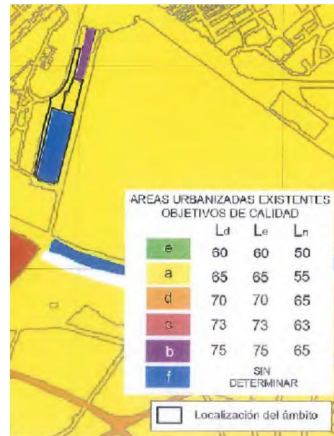 AREAS URBANIZADAS EXISTENTES
OBJETIVOS DE CALIDAD
Ld Le Ln
e 60 60 50
a 65 65 55
d 70 70 65
c 73 73 63
b 75 75 65
f SIN
DETERMINAR
Localización del ámbito